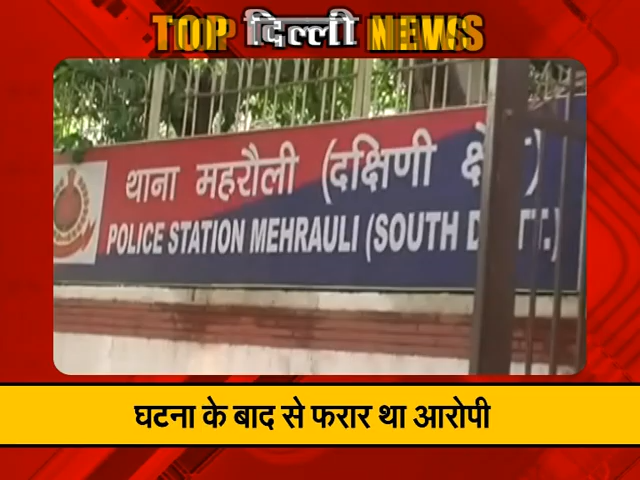 TOP दिल्ली NEWS
थाना महरौली (दक्षिणी
POLICE STATION MEHRAULI (SOUTH
घटना के बाद से फरार था आरोपी